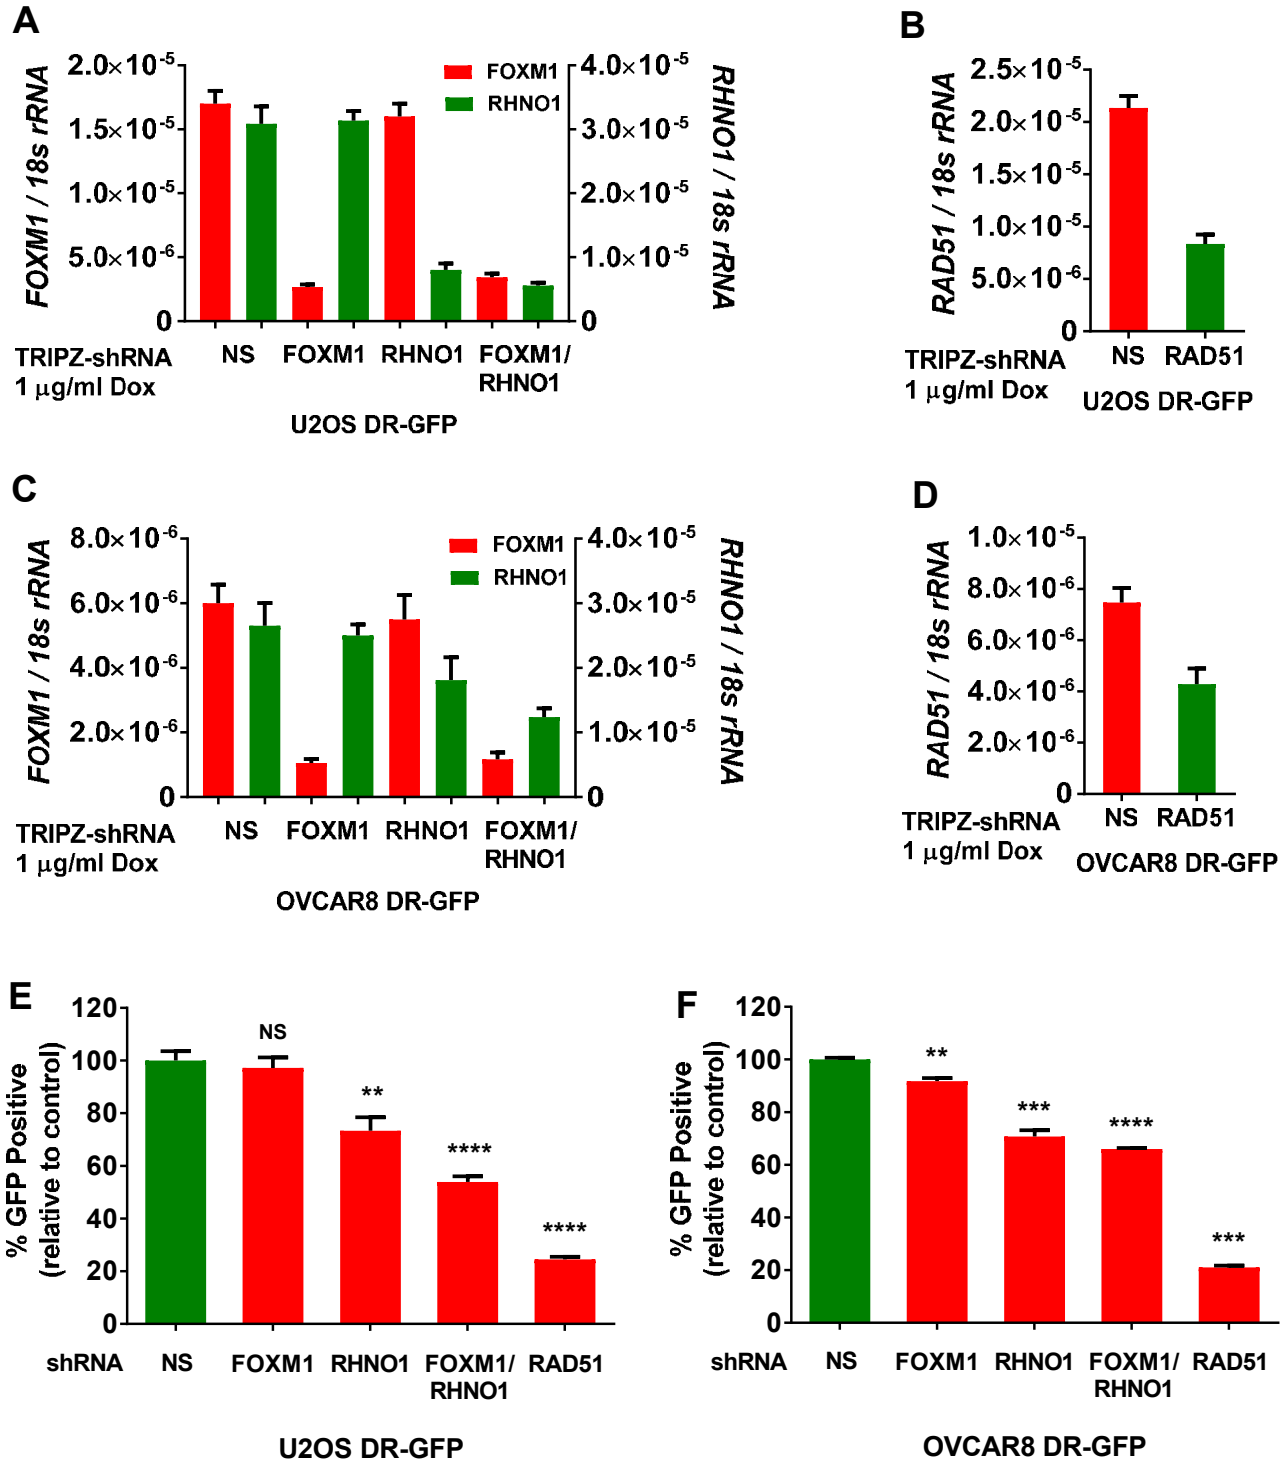 A
FOXM1 / 18s rRNA
2.0×10-5
1.5×10-5
1.0×10-5
5.0×10-6
0
FOXM1
RHNO1
4.0×10-5
3.0×10-5
2.0×10-5
1.0×10-5
0
RHNO1 / 18s rRNA
TRIPZ-shRNA
1 μg/ml Dox
NS
FOXM1
RHNO1
FOXM1/
RHNO1
U2OS DR-GFP
B
RAD51 / 18s rRNA
2.5×10-5
2.0×10-5
1.5×10-5
1.0×10-5
5.0×10-6
0
TRIPZ-shRNA
1 μg/ml Dox
NS
RAD51
U2OS DR-GFP
C
FOXM1 / 18s rRNA
8.0×10-6
6.0×10-6
4.0×10-6
2.0×10-6
0
FOXM1
RHNO1
4.0×10-5
3.0×10-5
2.0×10-5
1.0×10-5
0
RHNO1 / 18s rRNA
TRIPZ-shRNA
1 μg/ml Dox
NS
FOXM1
RHNO1
FOXM1/
RHNO1
OVCAR8 DR-GFP
D
RAD51 / 18s rRNA
1.0×10-5
8.0×10-6
6.0×10-6
4.0×10-6
2.0×10-6
0
TRIPZ-shRNA
1 μg/ml Dox
NS
RAD51
OVCAR8 DR-GFP
E
% GFP Positive
(relative to control)
120
100
80
60
40
20
0
NS
**
****
****
shRNA
NS
FOXM1
RHNO1
FOXM1/
RHNO1
RAD51
U2OS DR-GFP
F
% GFP Positive
(relative to control)
120
100
80
60
40
20
0
**
***
****
***
shRNA
NS
FOXM1
RHNO1
FOXM1/
RHNO1
RAD51
OVCAR8 DR-GFP